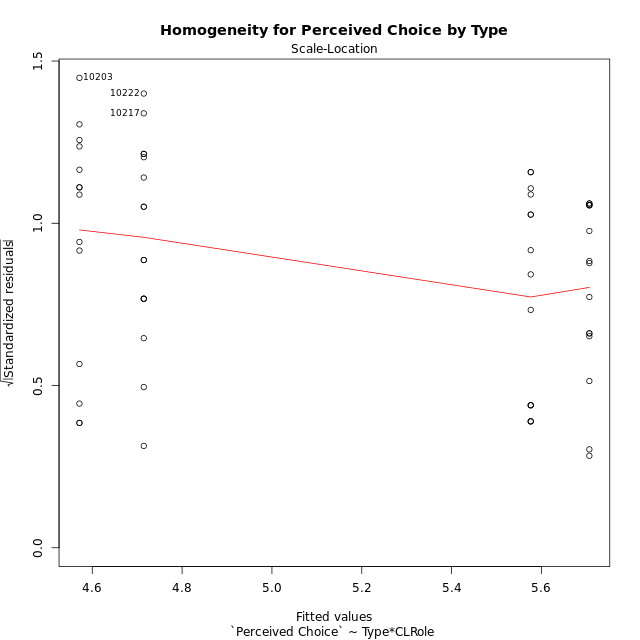 Homogeneity for Perceived Choice by Type
Scale-Location
√|Standardized residuals|
1.5
1.0
0.5
0.0
10203
10222
10217
4.6 4.8 5.0 5.2 5.4 5.6
Fitted values
`Perceived Choice` ~ Type*CLRole